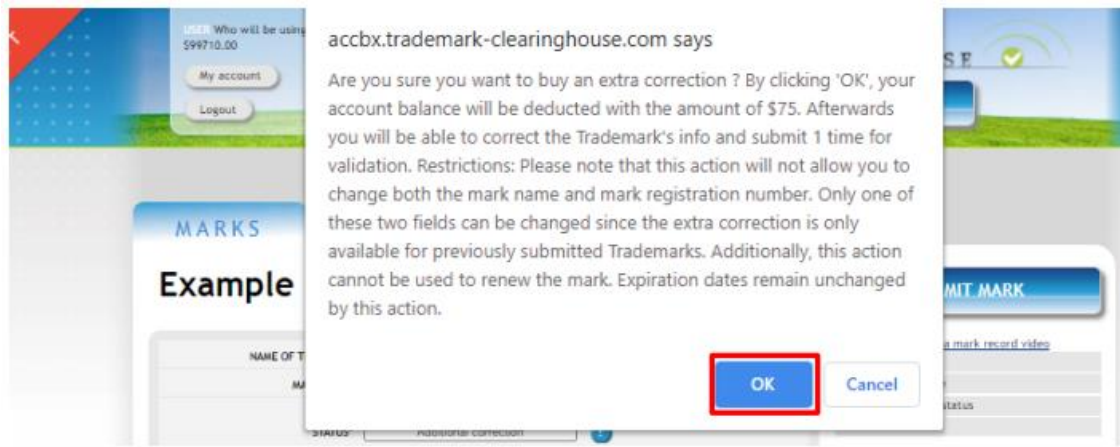 USER Who will be using
$99710.00
My account
Logout
S E
accbx.trademark-clearinghouse.com says
Are you sure you want to buy an extra correction ? By clicking 'OK', your
account balance will be deducted with the amount of $75. Afterwards
you will be able to correct the Trademark's info and submit 1 time for
validation. Restrictions: Please note that this action will not allow you to
change both the mark name and mark registration number. Only one of
these two fields can be changed since the extra correction is only
available for previously submitted Trademarks. Additionally, this action
cannot be used to renew the mark. Expiration dates remain unchanged
by this action.
OK
Cancel
MARKS
Example
MIT MARK
a mark record video
NAME OF T
MA
status
STATUS
Additional correction